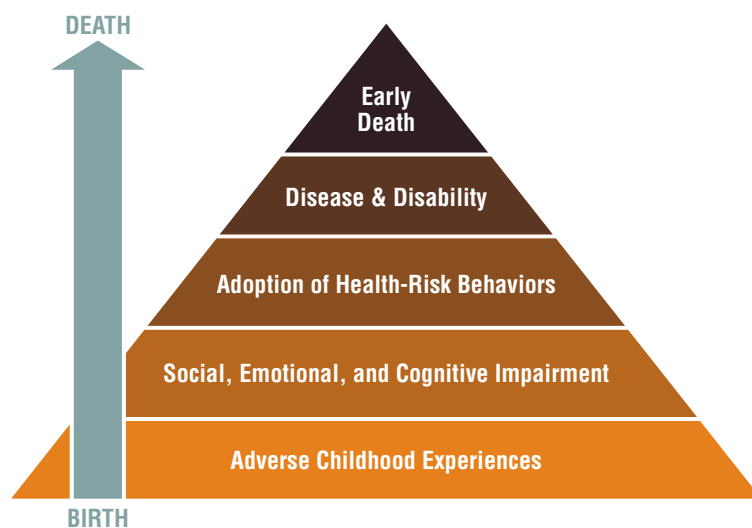 DEATH
Early
Death
Disease & Disability
Adoption of Health-Risk Behaviors
Social, Emotional, and Cognitive Impairment
Adverse Childhood Experiences
BIRTH